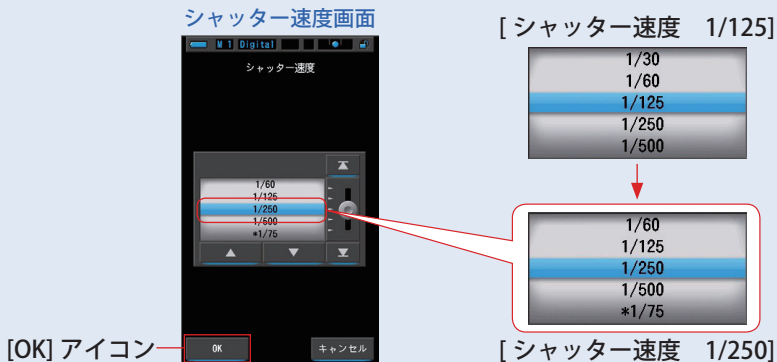 シャッター速度画面
M 1 Digital
シャッター速度
1/60
1/125
1/250
1/500
*1/75
OK
キャンセル
[OK] アイコン
[ シャッター速度　1/125]
1/30
1/60
1/125
1/250
1/500
1/60
1/125
1/250
1/500
*1/75
[ シャッター速度　1/250]